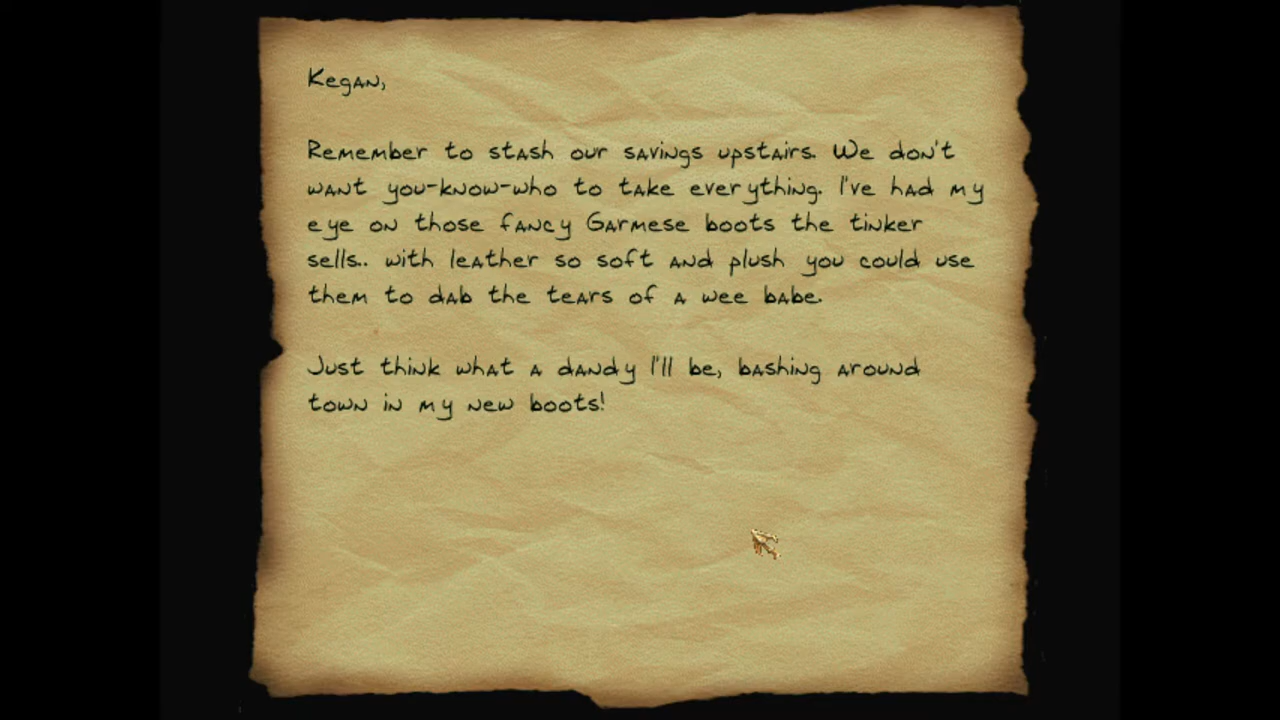 Kegan,
Remember to stash our savings upstairs. We don't
want you-know-who to take everything. I've had my
eye on those fancy Garmese boots the tinker
sells.. with leather so soft and plush you could use
them to dab the tears of a wee babe.
Just think what a dandy I'll be, bashing around
town in my new boots!